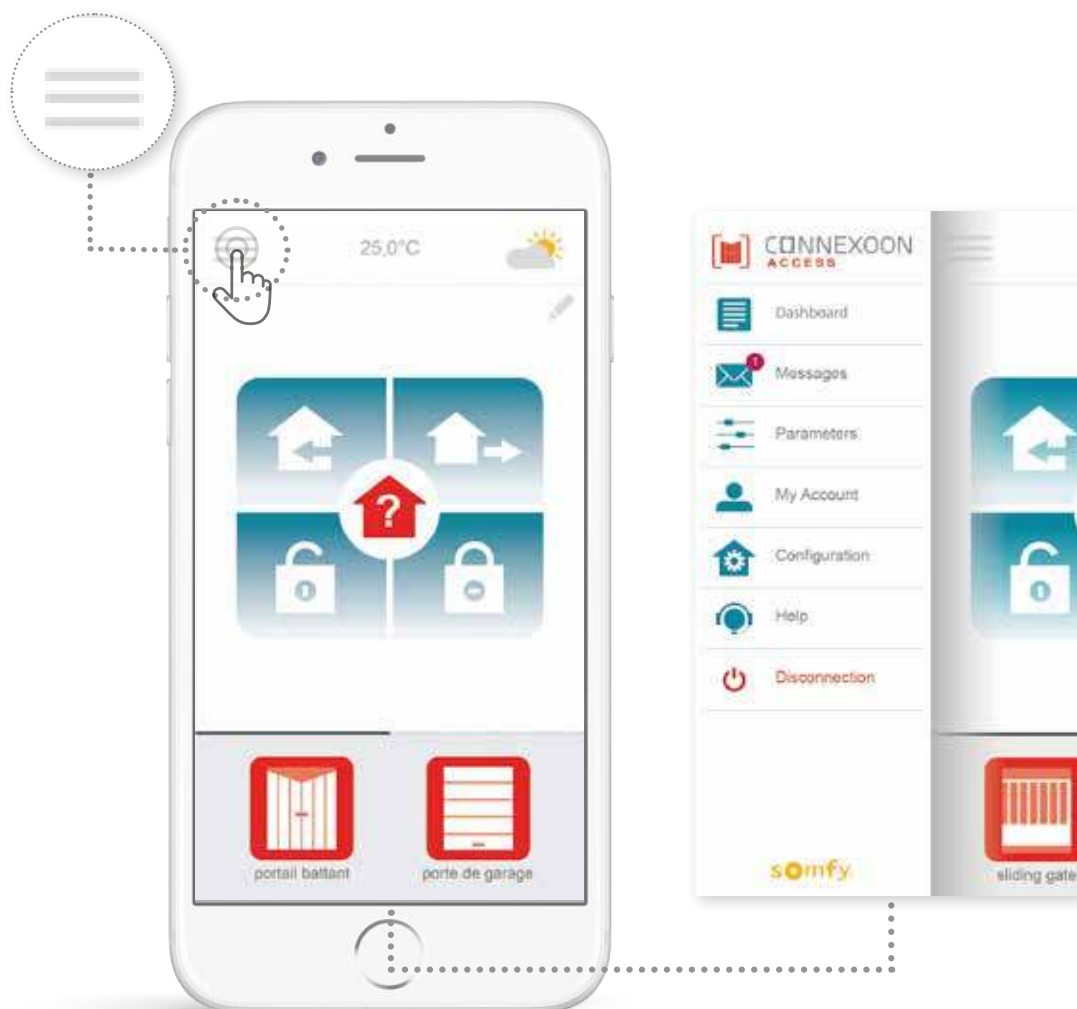 25,0°C
?
portail battant
porte de garage
CONNEXOON
ACCESS
Dashboard
1
Messages
Parameters
My Account
Configuration
Help
Disconnection
somfy.
sliding gate